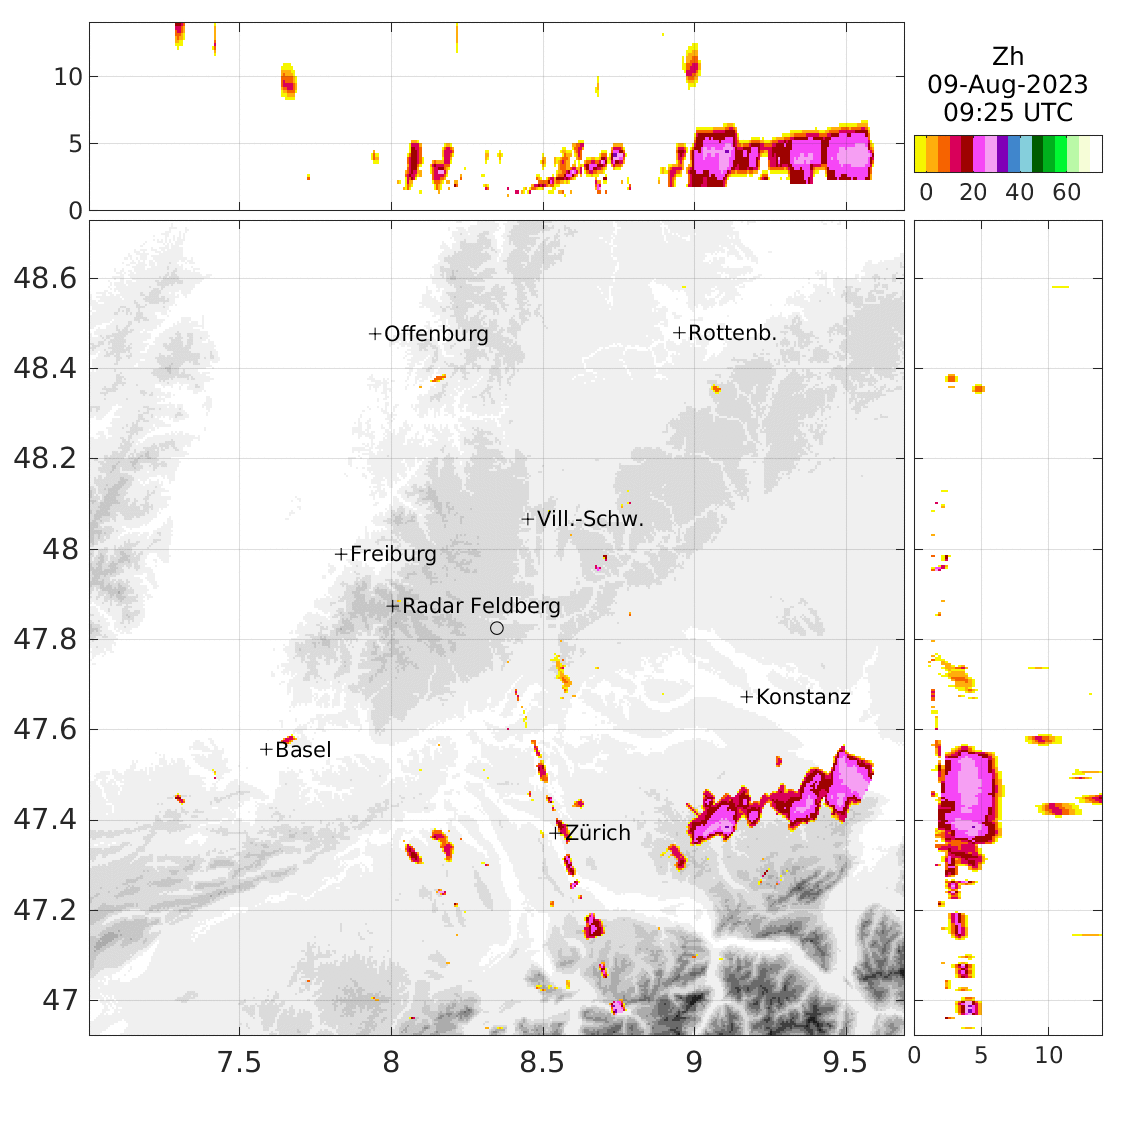 Zh
09-Aug-2023
09:25 UTC
10
5
0
0 20 40 60
48.6
48.4
48.2
48
47.8
47.6
47.4
47.2
47
Offenburg
Rottenb.
Vill.-Schw.
Freiburg
Radar Feldberg
Konstanz
Basel
Zürich
7.5 8 8.5 9 9.5
0 5 10